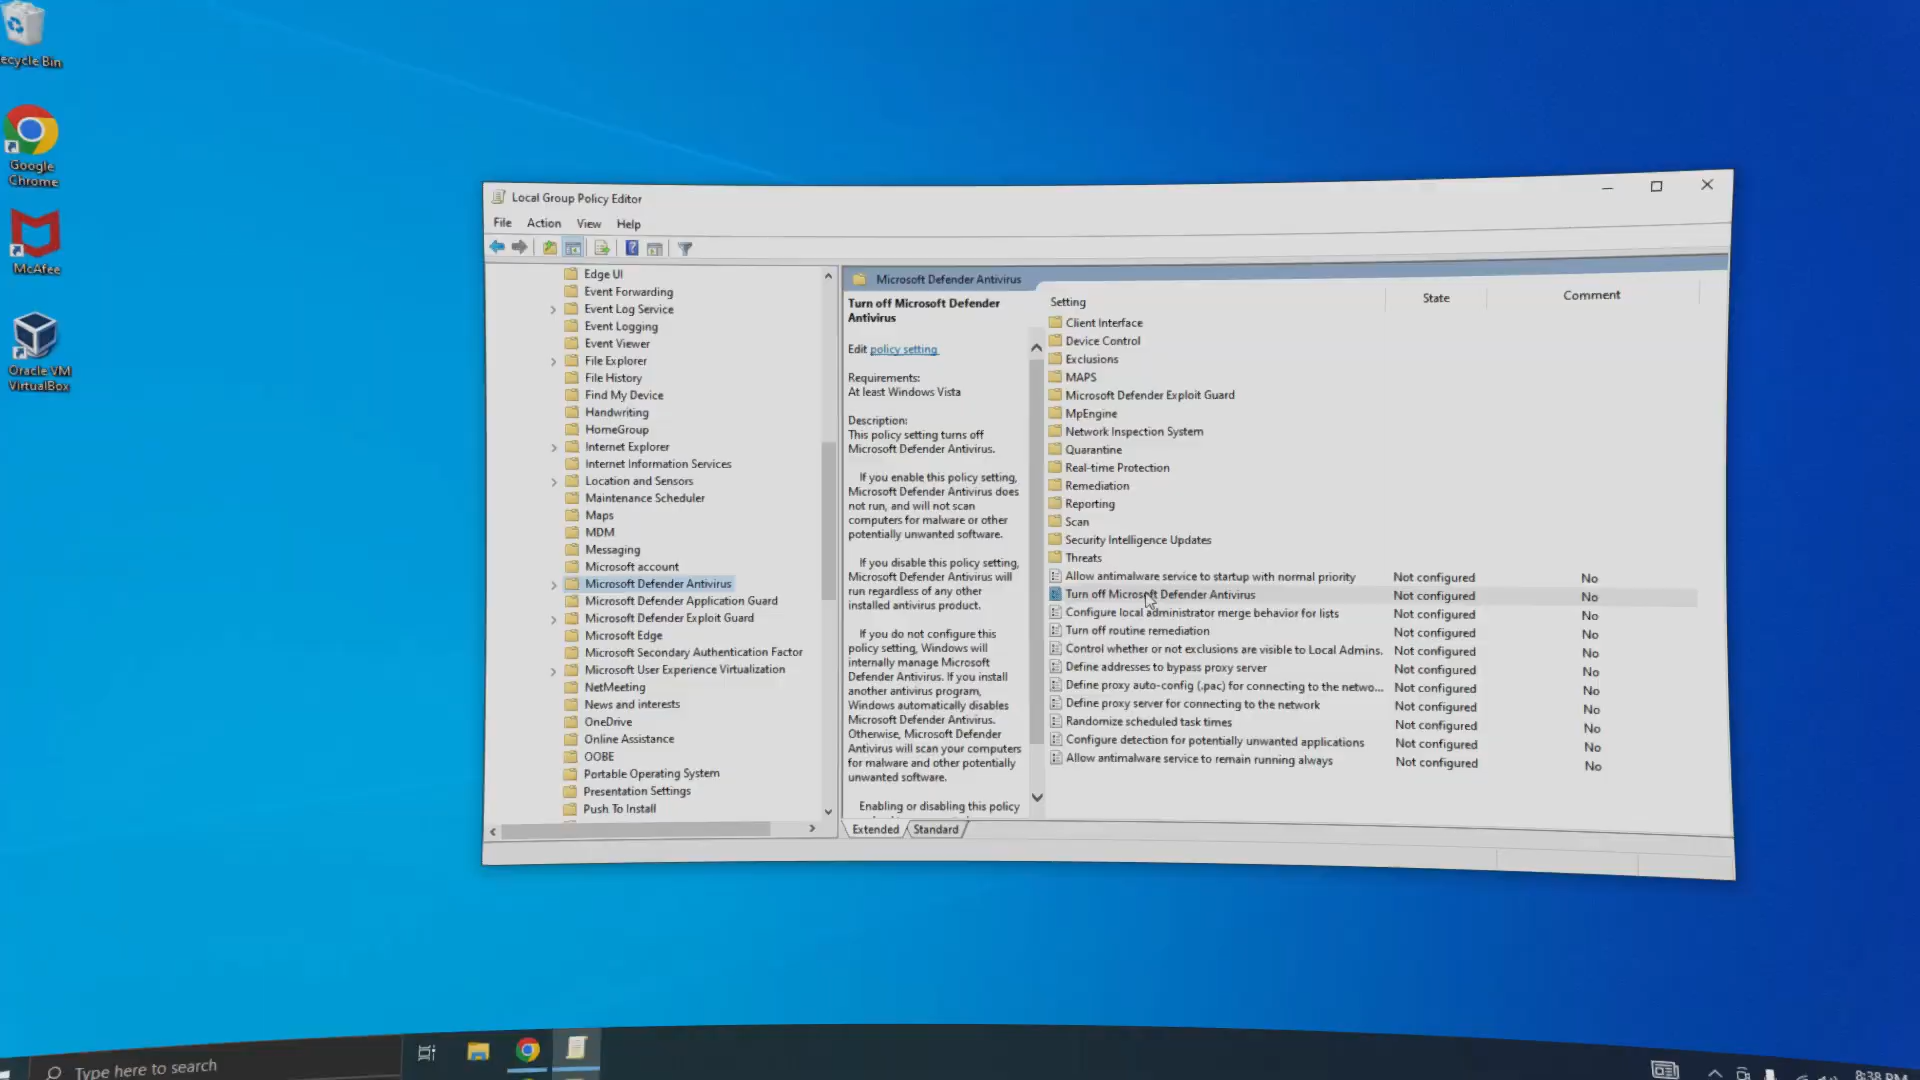 ecycle Bin
Google
Chrome
McAfee
Oracle VM
VirtualBox
Local Group Policy Editor
File Action View Help
Edge UI
Event Forwarding
Event Log Service
Event Logging
Event Viewer
File Explorer
File History
Find My Device
Handwriting
HomeGroup
Internet Explorer
Internet Information Services
Location and Sensors
Maintenance Scheduler
Maps
MDM
Messaging
Microsoft account
Microsoft Defender Antivirus
Microsoft Defender Application Guard
Microsoft Defender Exploit Guard
Microsoft Edge
Microsoft Secondary Authentication Factor
Microsoft User Experience Virtualization
NetMeeting
News and interests
OneDrive
Online Assistance
OOBE
Portable Operating System
Presentation Settings
Push To Install
Microsoft Defender Antivirus
Turn off Microsoft Defender
Antivirus
Edit policy setting
Requirements:
At least Windows Vista
Description:
This policy setting turns off
Microsoft Defender Antivirus.
If you enable this policy setting,
Microsoft Defender Antivirus does
not run, and will not scan
computers for malware or other
potentially unwanted software.
If you disable this policy setting,
Microsoft Defender Antivirus will
run regardless of any other
installed antivirus product.
If you do not configure this
policy setting, Windows will
internally manage Microsoft
Defender Antivirus. If you install
another antivirus program,
Windows automatically disables
Microsoft Defender Antivirus.
Otherwise, Microsoft Defender
Antivirus will scan your computers
for malware and other potentially
unwanted software.
Enabling or disabling this policy
Setting State Comment
Client Interface
Device Control
Exclusions
MAPS
Microsoft Defender Exploit Guard
MpEngine
Network Inspection System
Quarantine
Real-time Protection
Remediation
Reporting
Scan
Security Intelligence Updates
Threats
Allow antimalware service to startup with normal priority Not configured No
Turn off Microsoft Defender Antivirus Not configured No
Configure local administrator merge behavior for lists Not configured No
Turn off routine remediation Not configured No
Control whether or not exclusions are visible to Local Admins. Not configured No
Define addresses to bypass proxy server Not configured No
Define proxy auto-config (.pac) for connecting to the netwo... Not configured No
Define proxy server for connecting to the network Not configured No
Randomize scheduled task times Not configured No
Configure detection for potentially unwanted applications Not configured No
Allow antimalware service to remain running always Not configured No
Extended Standard
Type here to search
8:38 PM